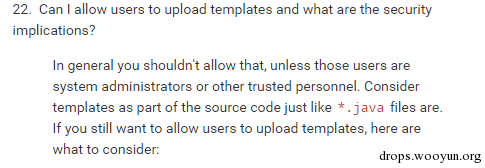 22. Can I allow users to upload templates and what are the security
implications?
In general you shouldn't allow that, unless those users are
system administrators or other trusted personnel. Consider
templates as part of the source code just like *.java files are.
If you still want to allow users to upload templates, here are
what to consider:
drops.wooyun.org